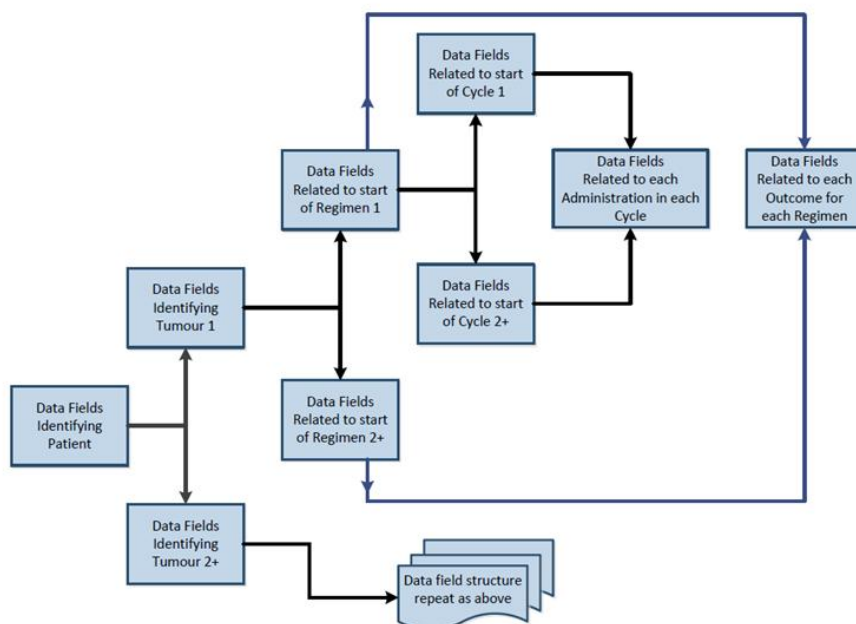 Data Fields
Related to start
of Cycle 1
Data Fields
Related to start
of Regimen 1
Data Fields
Related to each
Administration in each
Cycle
Data Fields
Related to each
Outcome for
each Regimen
Data Fields
Identifying
Tumour 1
Data Fields
Related to start
of Cycle 2+
Data Fields
Identifying
Patient
Data Fields
Related to start
of Regimen 2+
Data Fields
Identifying
Tumour 2+
Data field structure
repeat as above